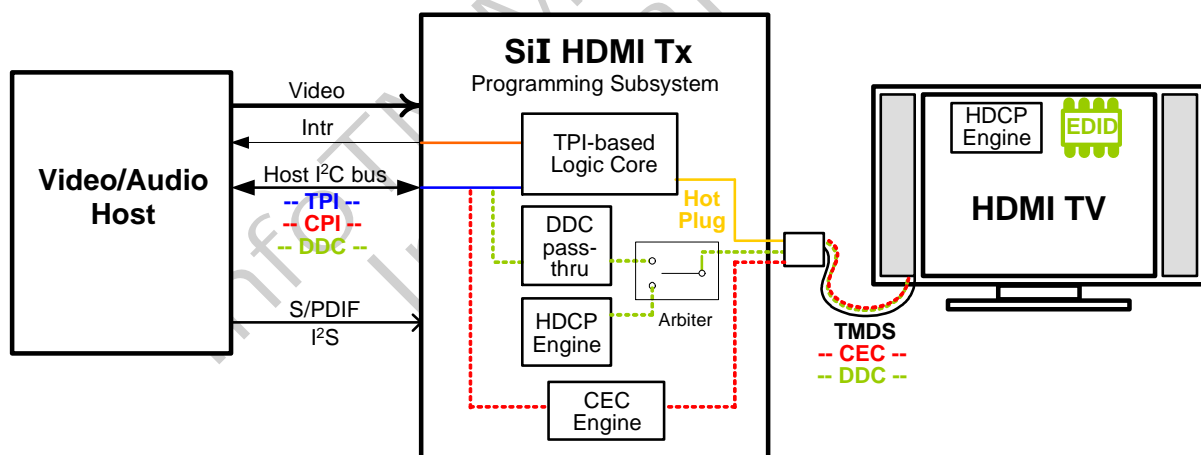 SiI HDMI Tx
Programming Subsystem
Video
Intr
Host I²C bus
-- TPI --
-- CPI --
-- DDC --
S/PDIF
I²S
Video/Audio
Host
TPI-based
Logic Core
Hot
Plug
DDC
pass-
thru
HDCP
Engine
Arbiter
CEC
Engine
TMDS
-- CEC --
-- DDC --
HDCP
Engine
EDID
HDMI TV